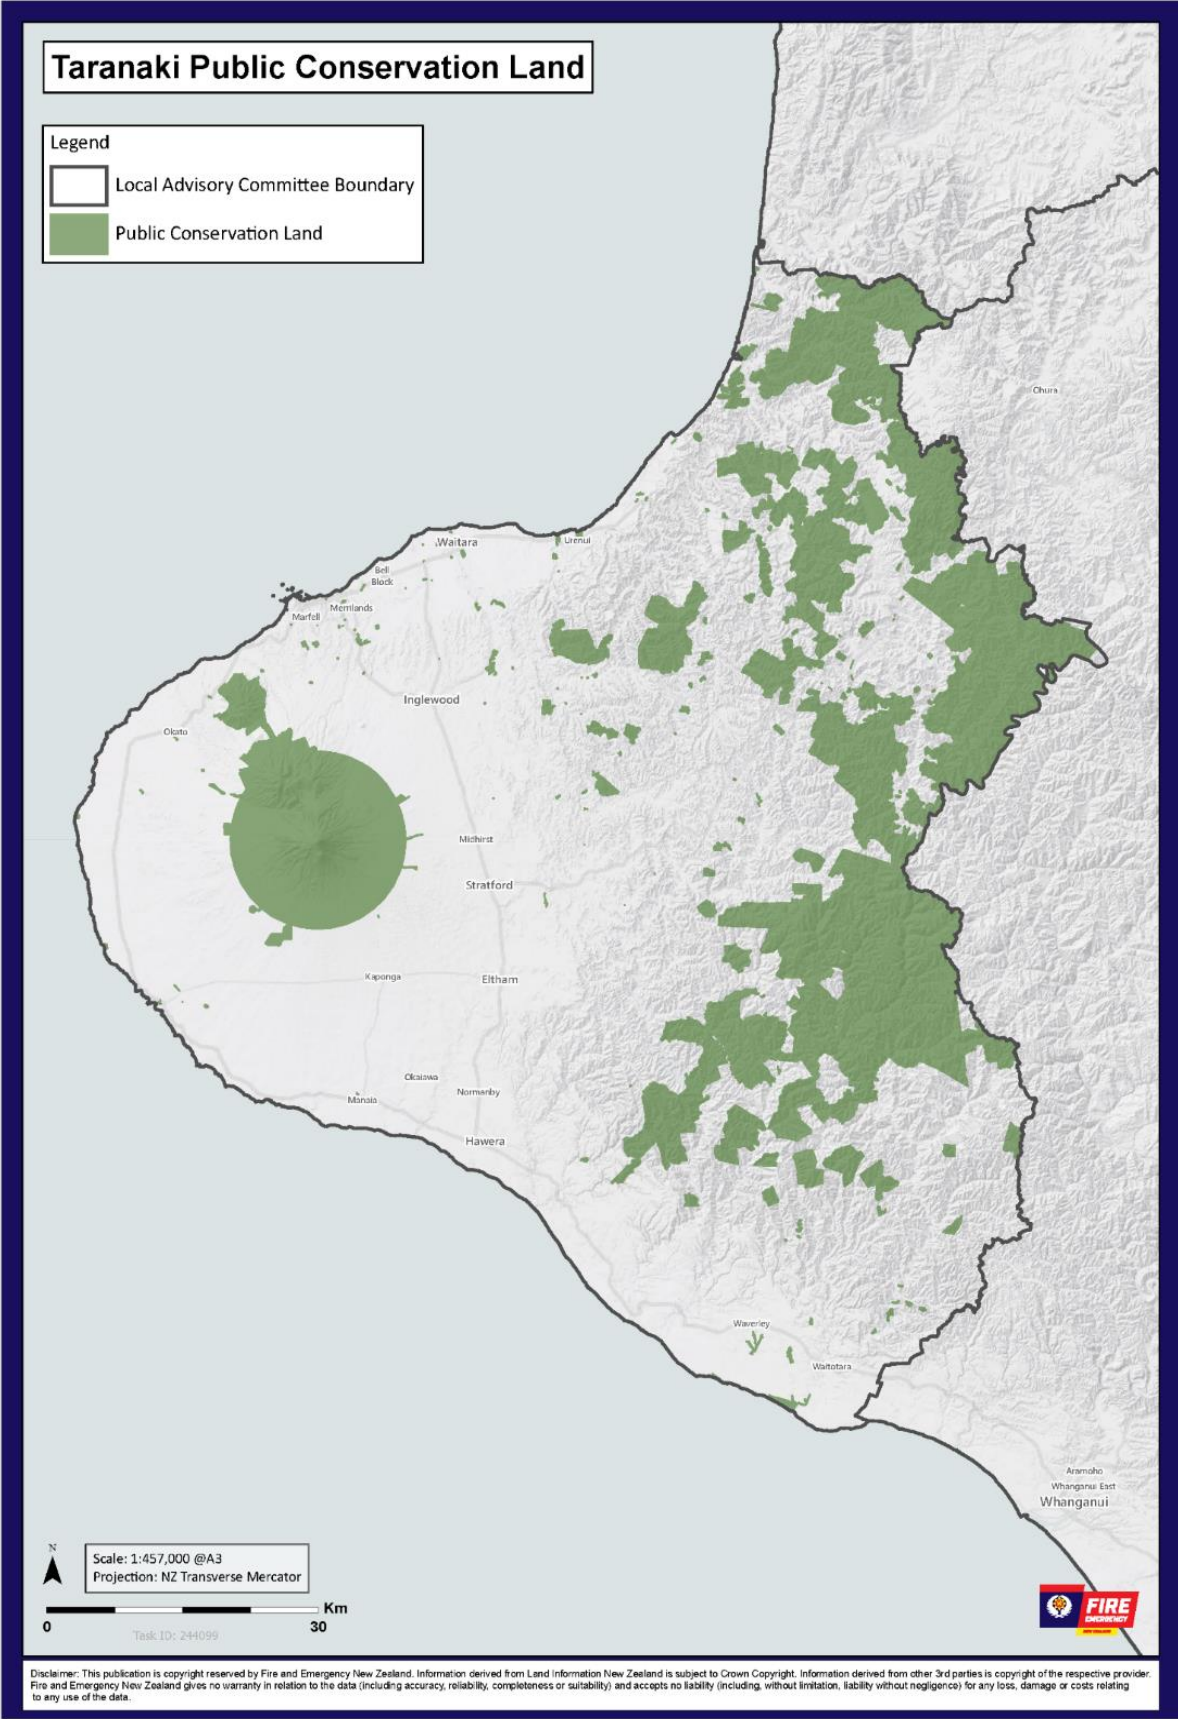 Taranaki Public Conservation Land
Legend
Local Advisory Committee Boundary
Public Conservation Land
Ohura
Waitara
Urenui
Bell
Block
Merrilands
Marfell
Inglewood
Okato
Midhirst
Stratford
Kaponga
Eltham
Okaiawa
Normanby
Manaia
Hawera
Waverley
Waitotara
Aramoho
Whanganui East
Whanganui
N
Scale: 1:457,000 @A3
Projection: NZ Transverse Mercator
Km
0
30
Task ID: 244099
FIRE
EMERGENCY
NEW ZEALAND
Disclaimer: This publication is copyright reserved by Fire and Emergency New Zealand. Information derived from Land Information New Zealand is subject to Crown Copyright. Information derived from other 3rd parties is copyright of the respective provider.
Fire and Emergency New Zealand gives no warranty in relation to the data (including accuracy, reliability, completeness or suitability) and accepts no liability (including, without limitation, liability without negligence) for any loss, damage or costs relating
to any use of the data.